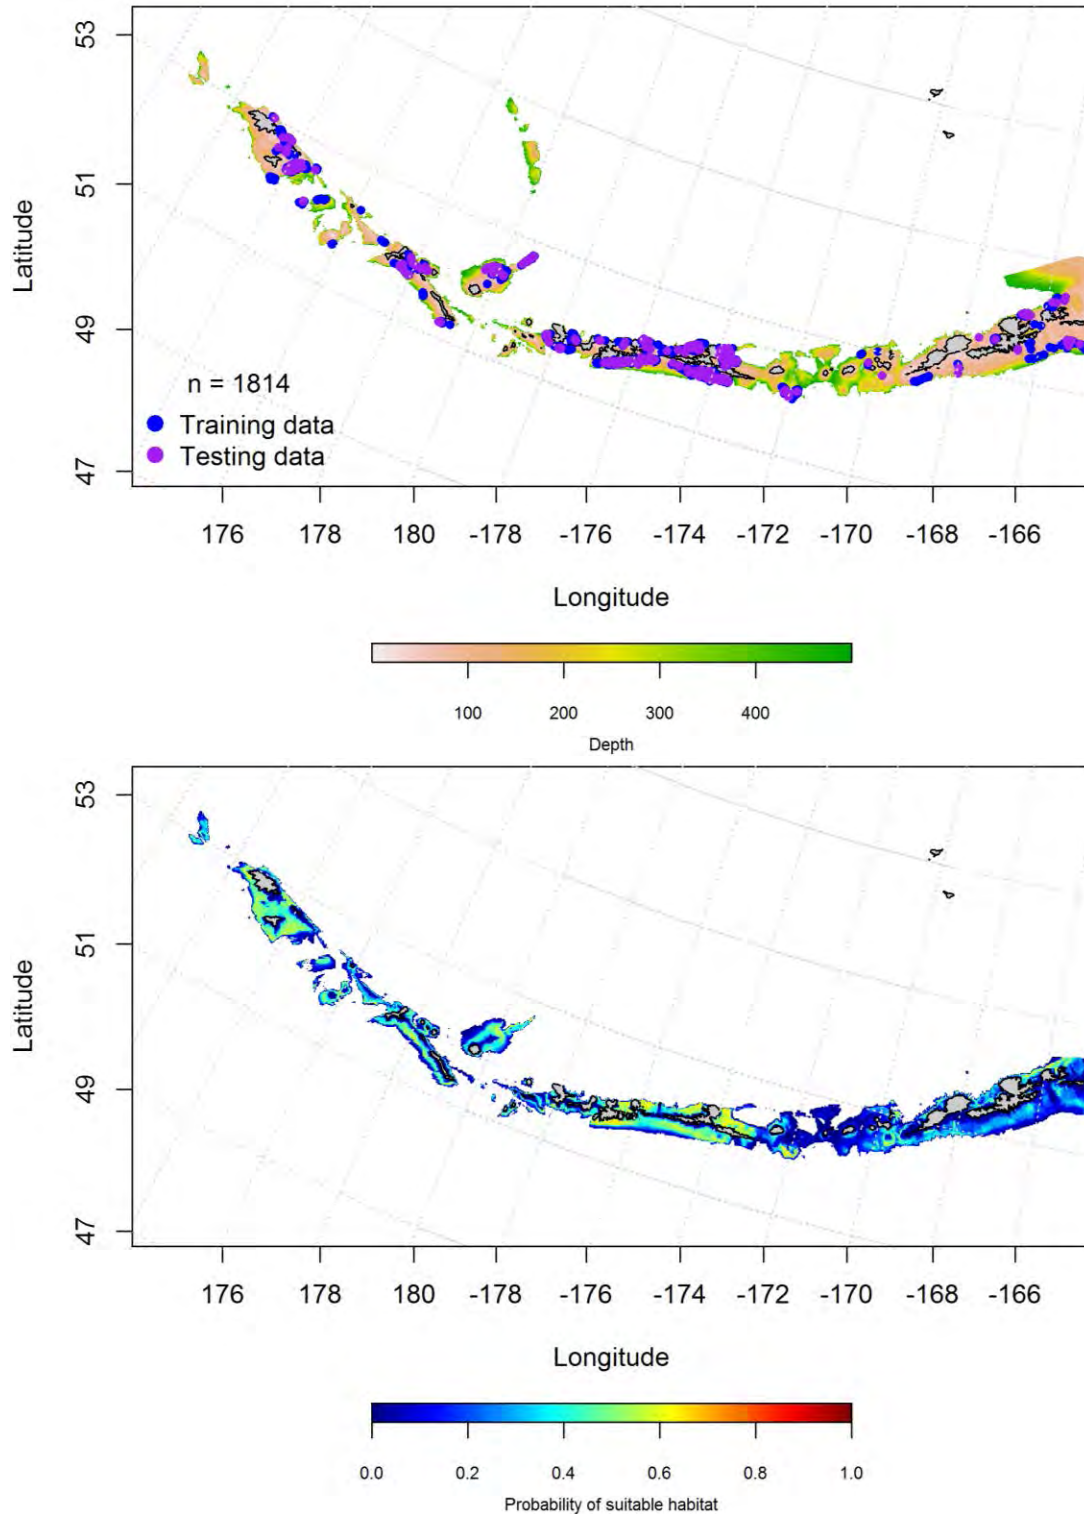 53
51
49
47
Latitude
n = 1814
Training data
Testing data
176 178 180 -178 -176 -174 -172 -170 -168 -166
Longitude
100 200 300 400
Depth
53
51
49
47
Latitude
176 178 180 -178 -176 -174 -172 -170 -168 -166
Longitude
0.0 0.2 0.4 0.6 0.8 1.0
Probability of suitable habitat